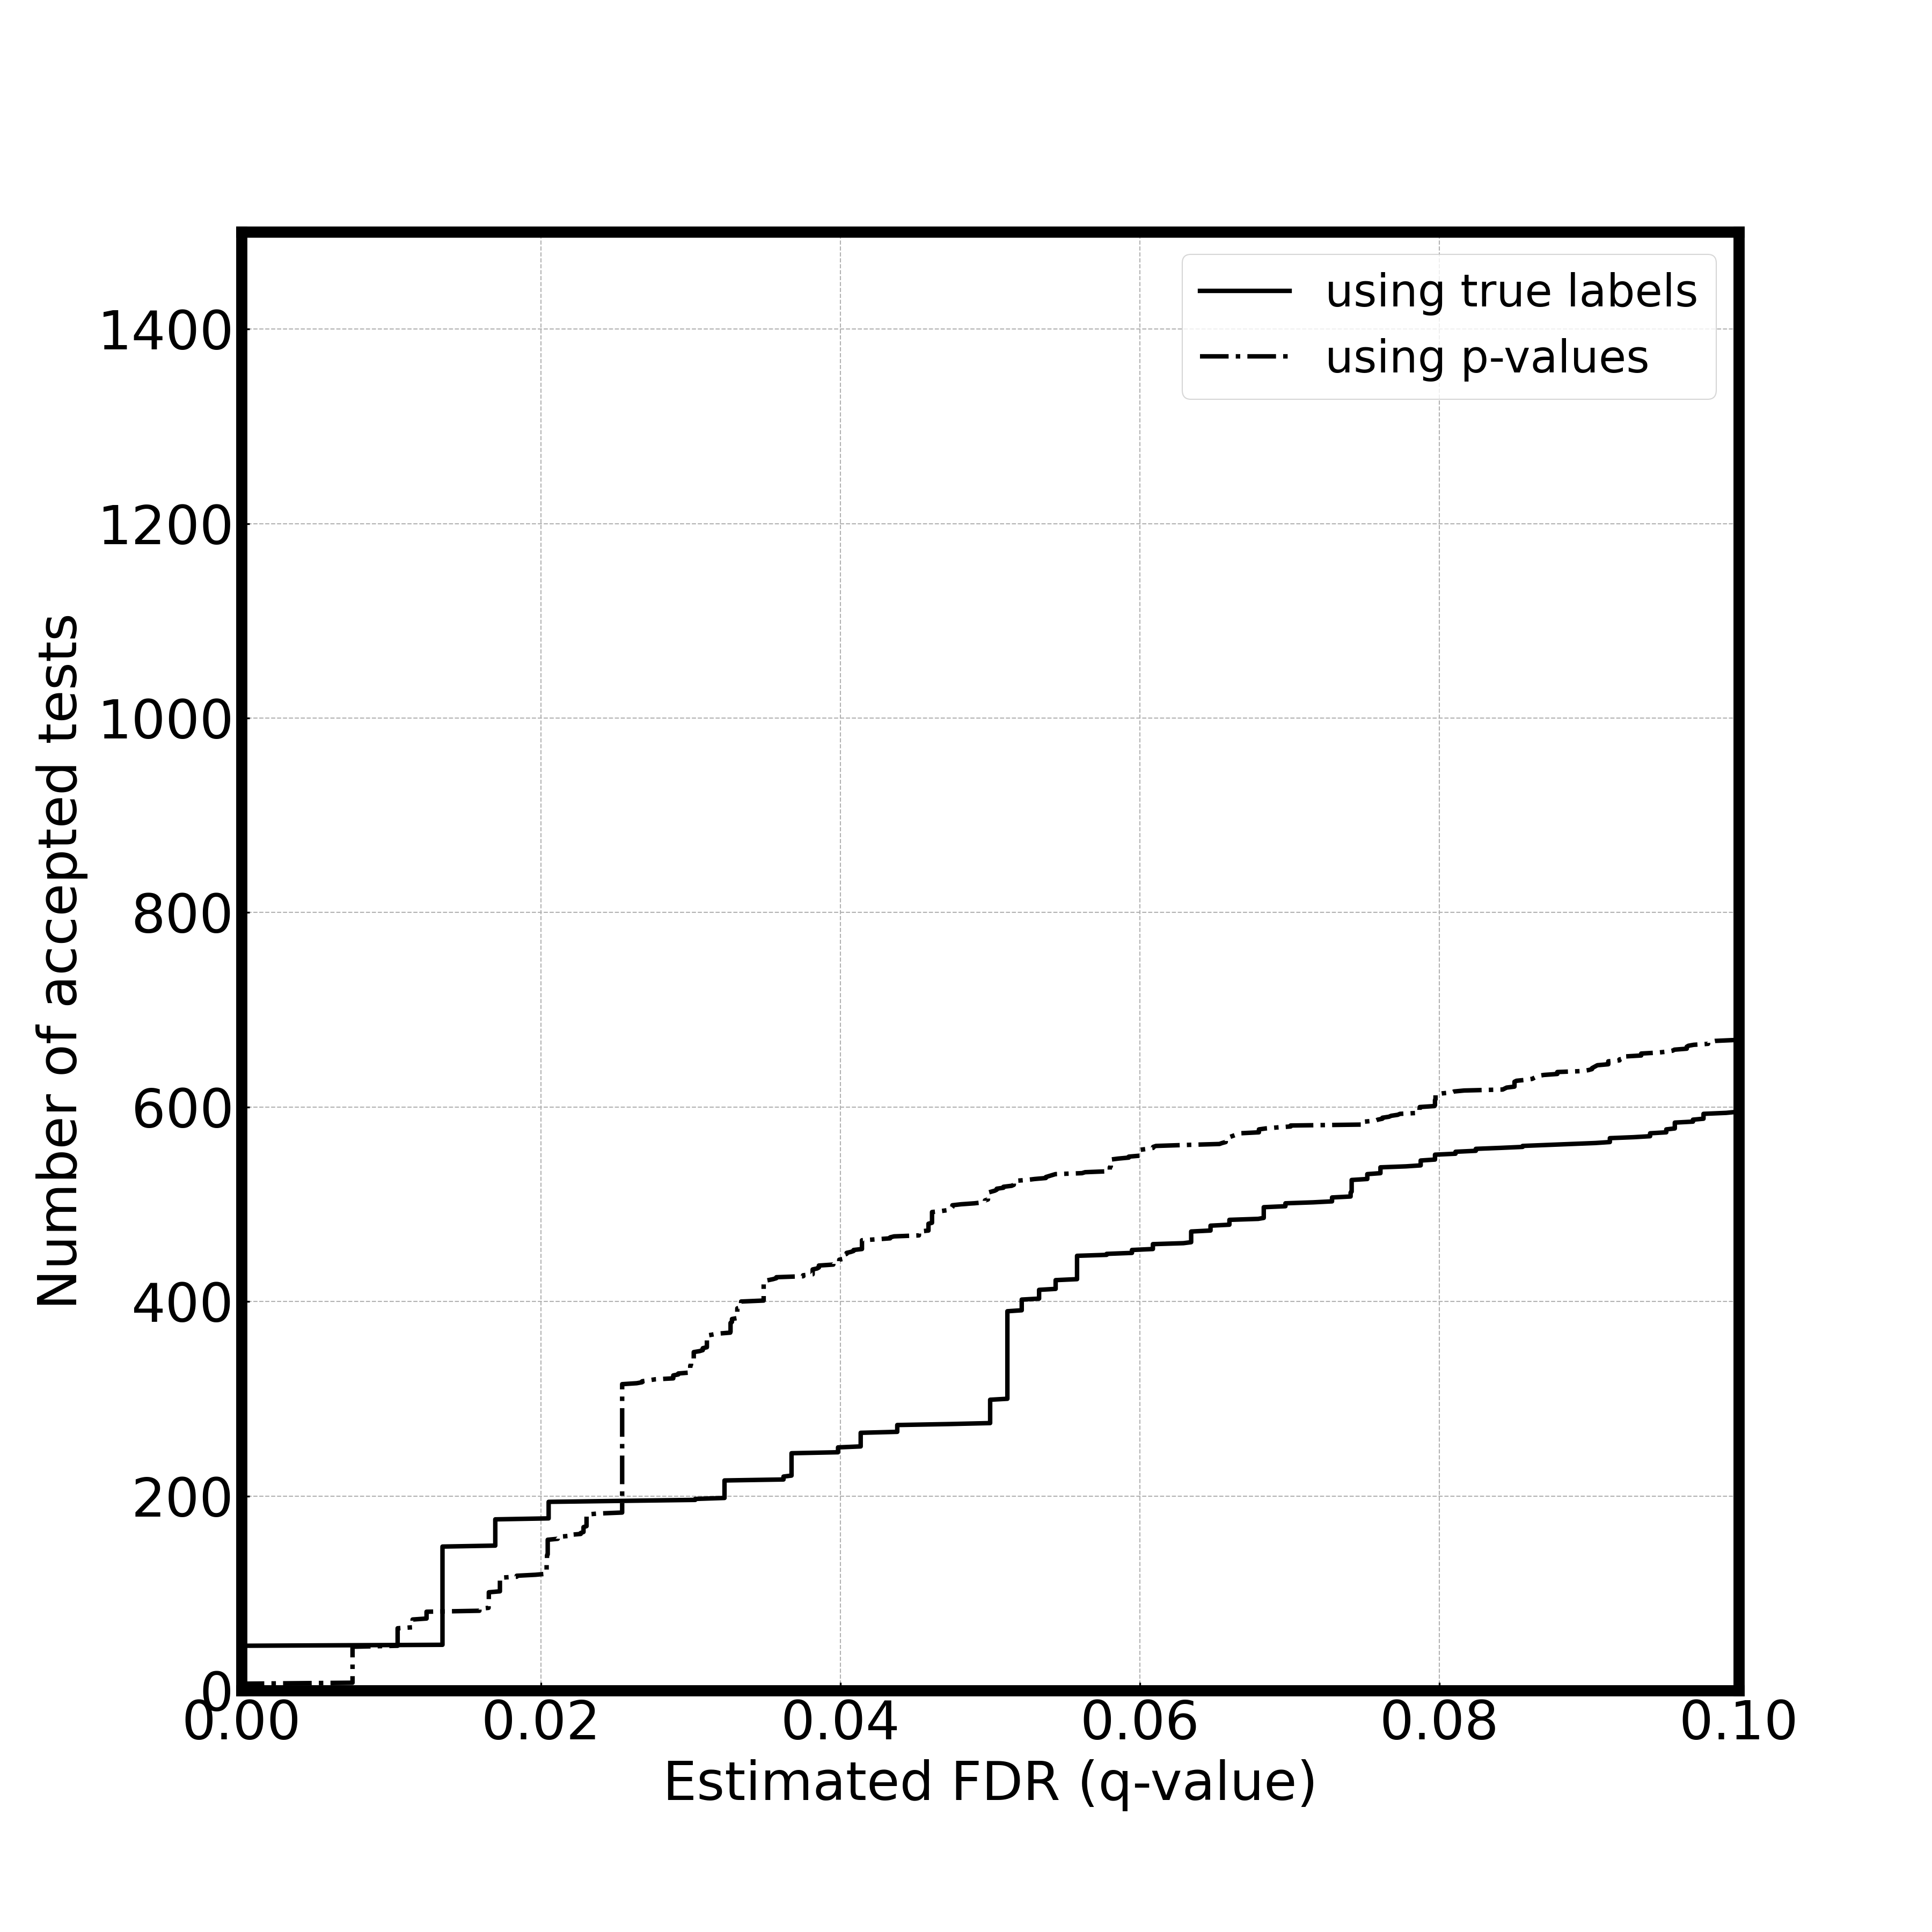 using true labels
using p-values
1400
1200
1000
800
600
400
200
0
Number of accepted tests
0.00 0.02 0.04 0.06 0.08 0.10
Estimated FDR (q-value)